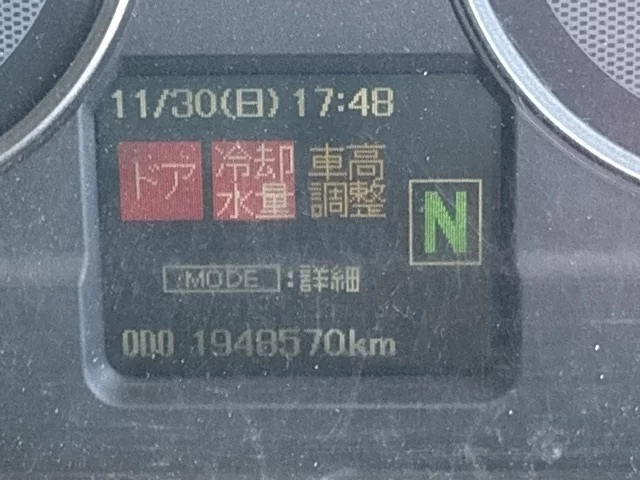 11/30(日) 17:48
ドア 冷却水量 車高調整
N
MODE :詳細
ODO 1948570km